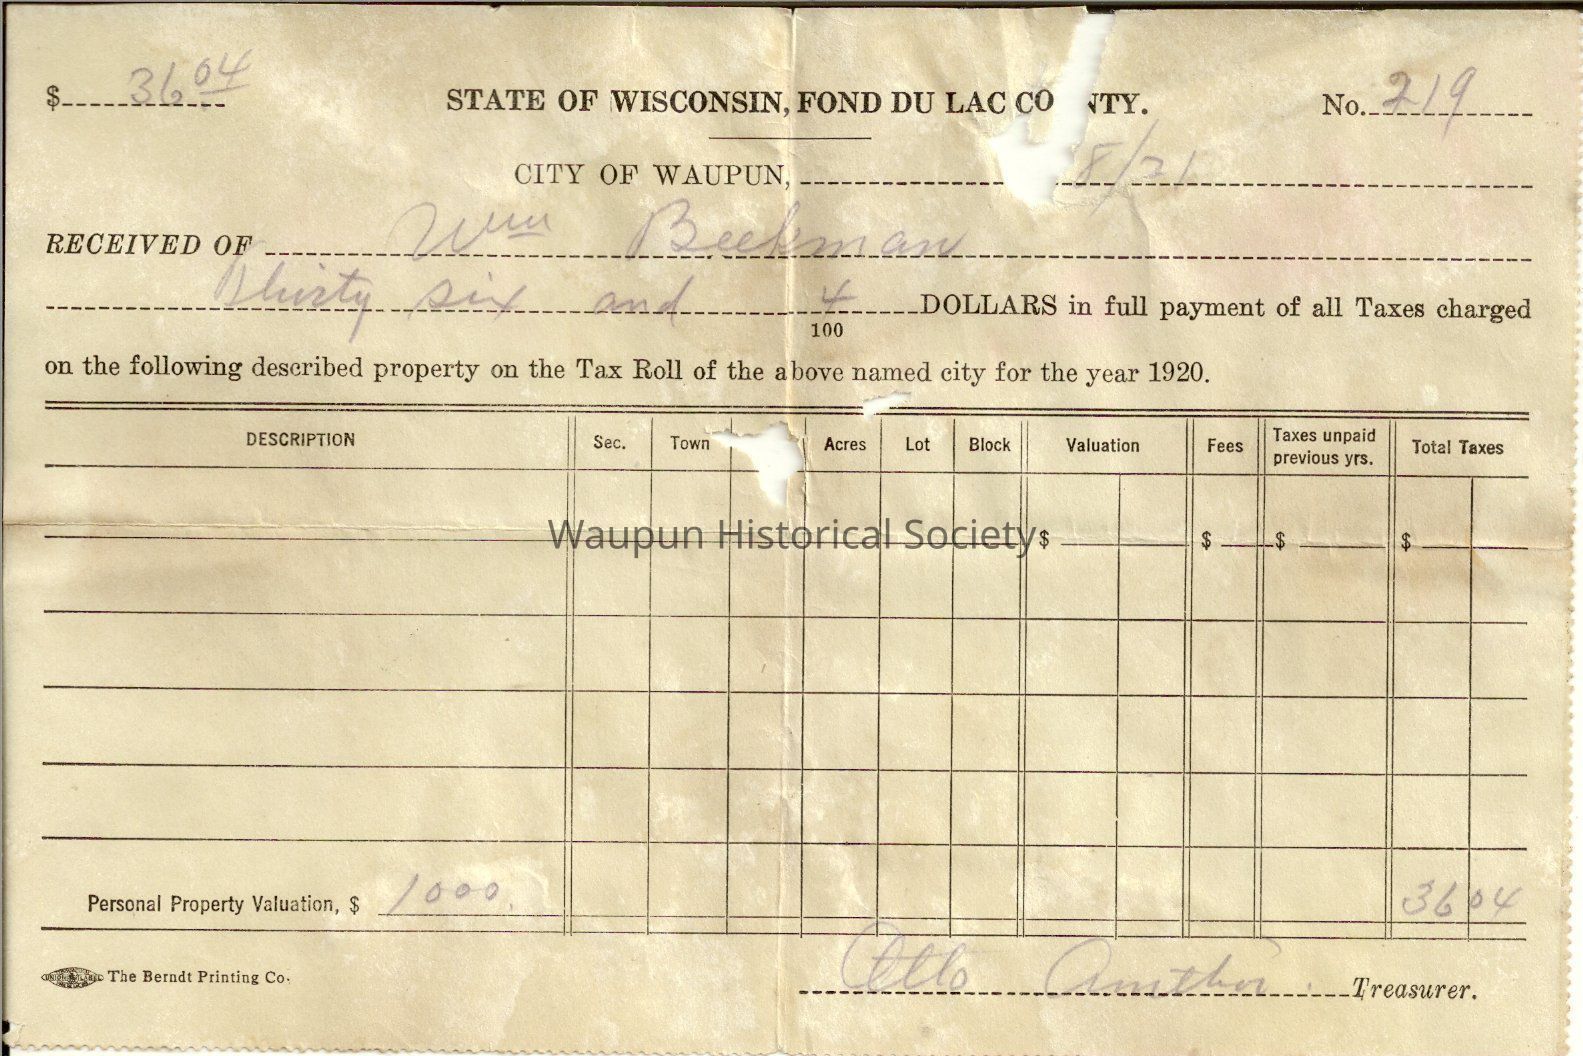 $ 36 04 STATE OF WISCONSIN, FOND DU LAC CO NTY. No. 219
CITY OF WAUPUN, 8/21
RECEIVED OF Wm Beekman
Thirty six and 4/100 DOLLARS in full payment of all Taxes charged
on the following described property on the Tax Roll of the above named city for the year 1920.
DESCRIPTION Sec. Town Acres Lot Block Valuation Fees Taxes unpaid previous yrs. Total Taxes
Waupun Historical Society
$ $ $ $
Personal Property Valuation, $ 1000. 36 04
UNION LABEL The Berndt Printing Co.
Otto Amthor. Treasurer.